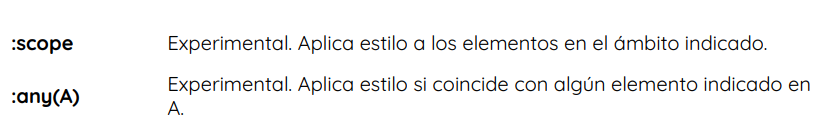 :scope Experimental. Aplica estilo a los elementos en el ámbito indicado.
:any(A) Experimental. Aplica estilo si coincide con algún elemento indicado en
A.